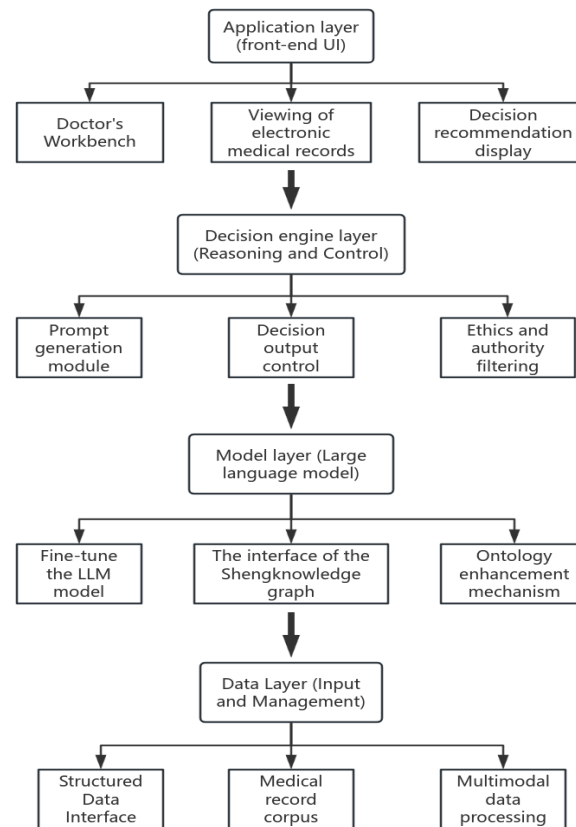 Application layer
(front-end UI)
Doctor's
Workbench
Viewing of
electronic
medical records
Decision
recommendation
display
Decision engine layer
(Reasoning and Control)
Prompt
generation
module
Decision
output
control
Ethics and
authority
filtering
Model layer (Large
language model)
Fine-tune
the LLM
model
The interface of the
Shengknowledge
graph
Ontology
enhancement
mechanism
Data Layer (Input
and Management)
Structured
Data
Interface
Medical
record
corpus
Multimodal
data
processing